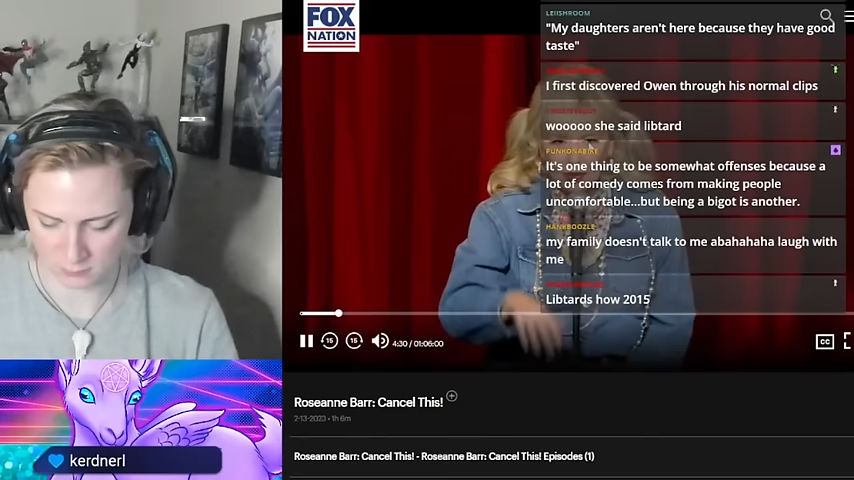 FOX
NATION
LEIISHROOM
"My daughters aren't here because they have good
taste"
I first discovered Owen through his normal clips
wooooo she said libtard
PUNKONABIKE
It's one thing to be somewhat offenses because a
lot of comedy comes from making people
uncomfortable...but being a bigot is another.
HANKBOOZLE
my family doesn't talk to me abahahaha laugh with
me
Libtards how 2015
15
15
4:30 / 01:06:00
CC
Roseanne Barr: Cancel This!
2-13-2023 • 1h 6m
Roseanne Barr: Cancel This! - Roseanne Barr: Cancel This! Episodes (1)
kerdnerl